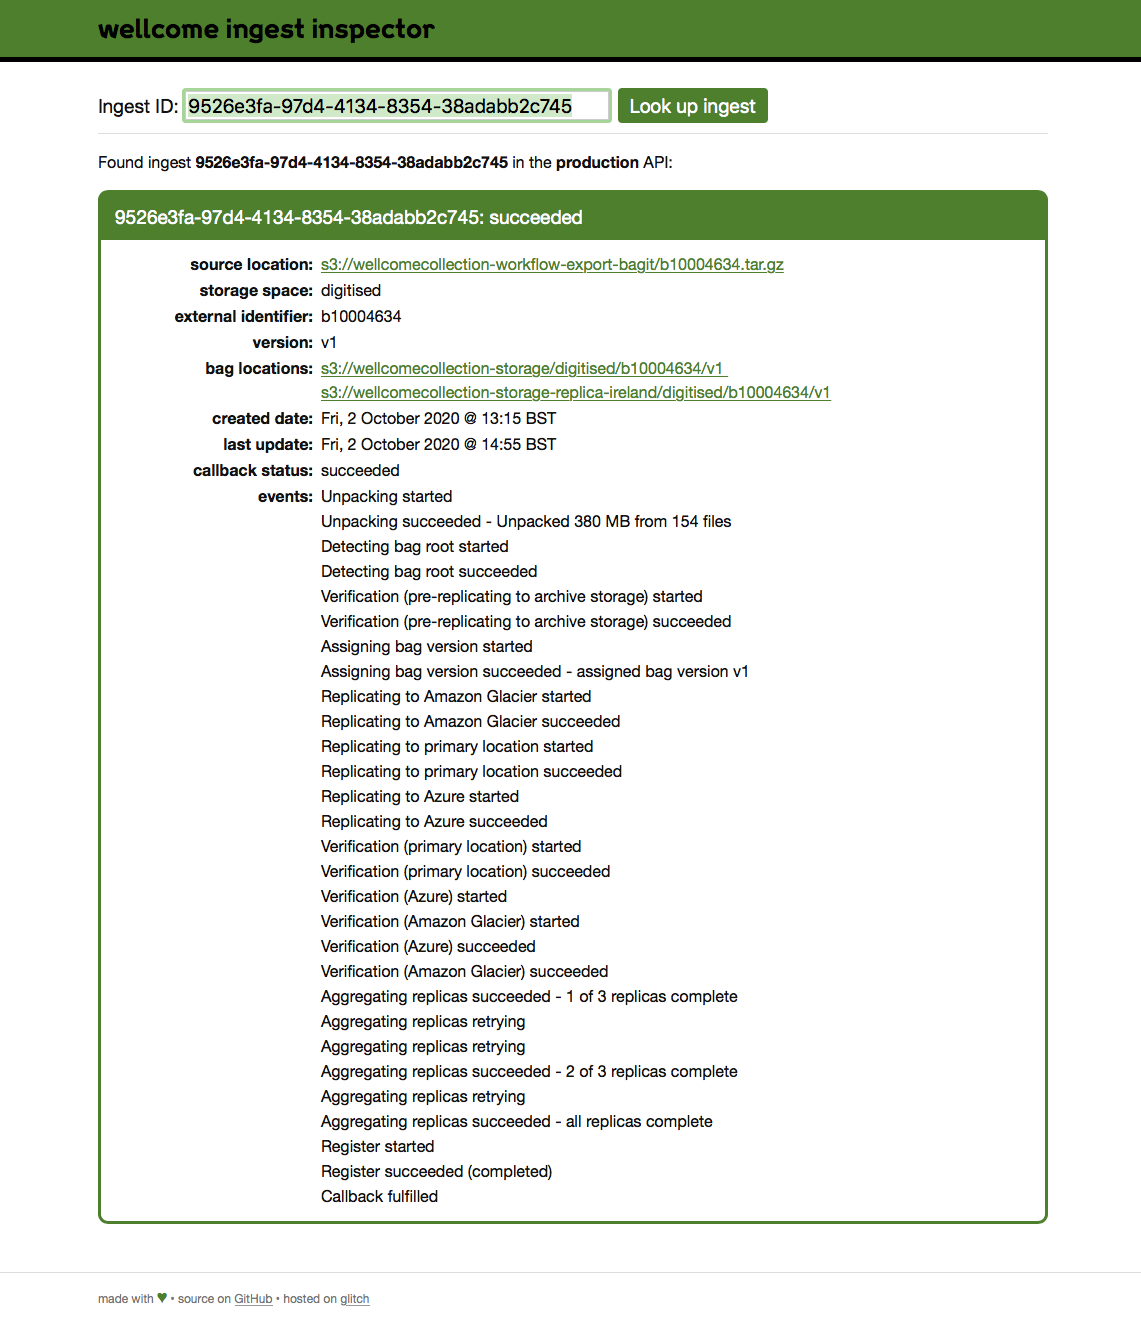 wellcome ingest inspector
Ingest ID: 9526e3fa-97d4-4134-8354-38adabb2c745 Look up ingest
Found ingest 9526e3fa-97d4-4134-8354-38adabb2c745 in the production API:
9526e3fa-97d4-4134-8354-38adabb2c745: succeeded
source location: s3://wellcomecollection-workflow-export-bagit/b10004634.tar.gz
storage space: digitised
external identifier: b10004634
version: v1
bag locations: s3://wellcomecollection-storage/digitised/b10004634/v1
s3://wellcomecollection-storage-replica-ireland/digitised/b10004634/v1
created date: Fri, 2 October 2020 @ 13:15 BST
last update: Fri, 2 October 2020 @ 14:55 BST
callback status: succeeded
events: Unpacking started
Unpacking succeeded - Unpacked 380 MB from 154 files
Detecting bag root started
Detecting bag root succeeded
Verification (pre-replicating to archive storage) started
Verification (pre-replicating to archive storage) succeeded
Assigning bag version started
Assigning bag version succeeded - assigned bag version v1
Replicating to Amazon Glacier started
Replicating to Amazon Glacier succeeded
Replicating to primary location started
Replicating to primary location succeeded
Replicating to Azure started
Replicating to Azure succeeded
Verification (primary location) started
Verification (primary location) succeeded
Verification (Azure) started
Verification (Amazon Glacier) started
Verification (Azure) succeeded
Verification (Amazon Glacier) succeeded
Aggregating replicas succeeded - 1 of 3 replicas complete
Aggregating replicas retrying
Aggregating replicas retrying
Aggregating replicas succeeded - 2 of 3 replicas complete
Aggregating replicas retrying
Aggregating replicas succeeded - all replicas complete
Register started
Register succeeded (completed)
Callback fulfilled
made with ♥ • source on GitHub • hosted on glitch